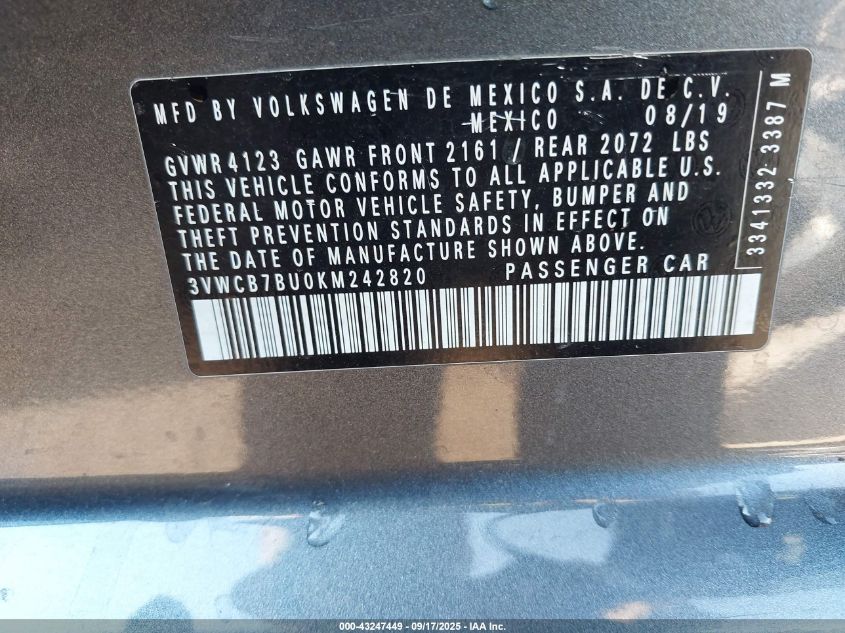 MFD BY VOLKSWAGEN DE MEXICO S.A. DE C.V.
MEXICO 08/19
GVWR 4123 GAWR FRONT 2161 / REAR 2072 LBS
THIS VEHICLE CONFORMS TO ALL APPLICABLE U.S.
FEDERAL MOTOR VEHICLE SAFETY, BUMPER AND
THEFT PREVENTION STANDARDS IN EFFECT ON
THE DATE OF MANUFACTURE SHOWN ABOVE.
3VWCB7BU0KM242820 PASSENGER CAR
3341332 3387 M
000-43247449 - 09/17/2025 - IAA Inc.